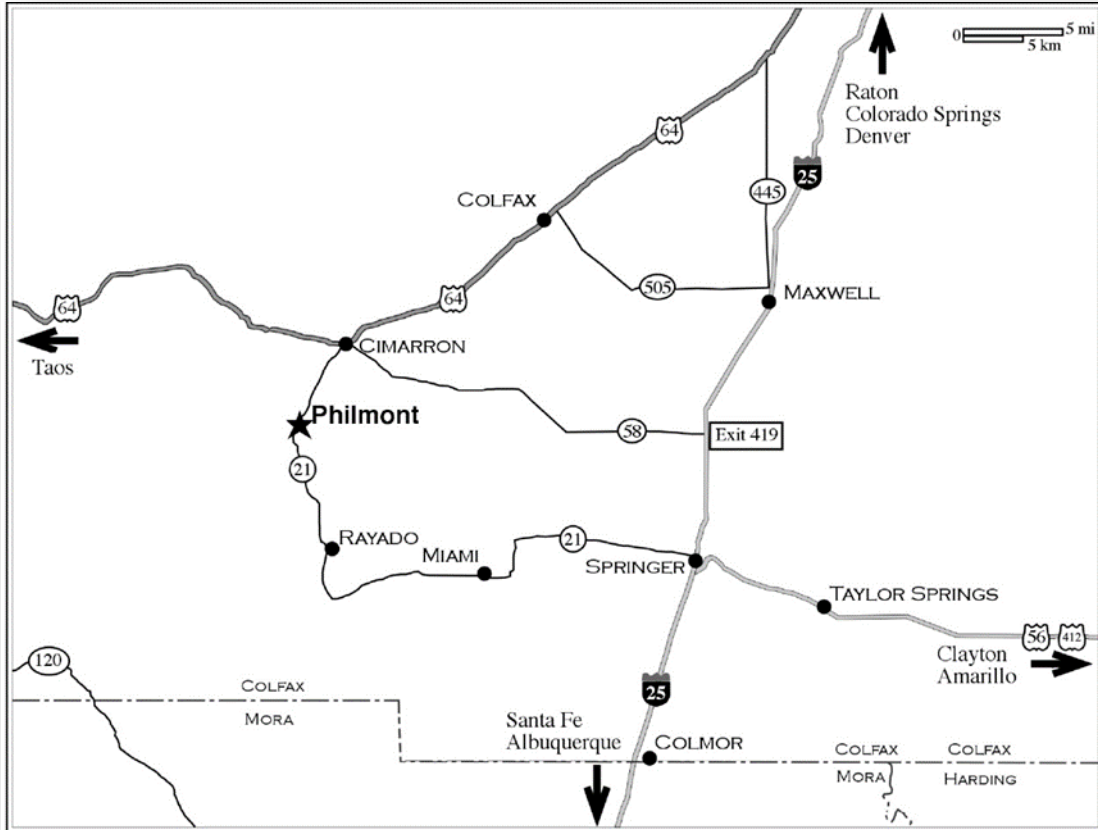 0
5 mi
5 km
Raton
Colorado Springs
Denver
64
25
COLFAX
445
64
505
MAXWELL
64
Taos
CIMARRON
Philmont
58
Exit 419
21
RAYADO
MIAMI
21
SPRINGER
TAYLOR SPRINGS
56
412
Clayton
Amarillo
120
COLFAX
MORA
25
Santa Fe
Albuquerque
COLMOR
COLFAX
MORA
COLFAX
HARDING